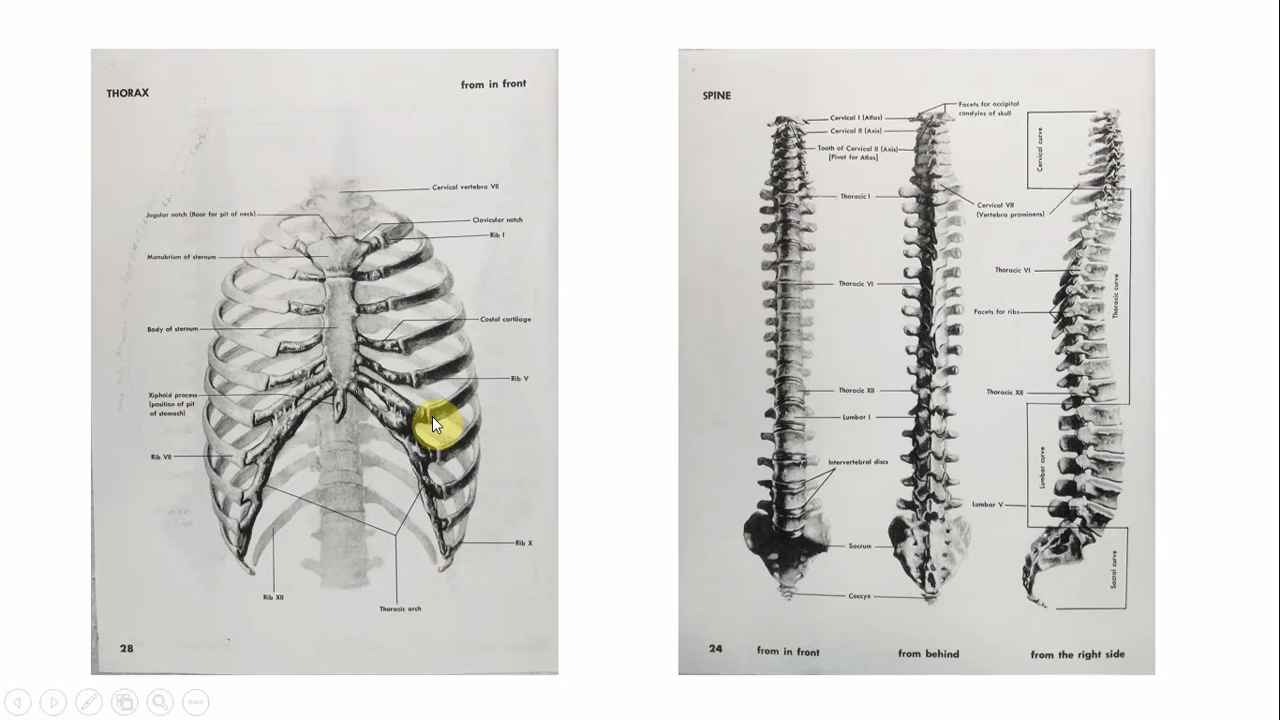 THORAX
from in front
Cervical vertebra VII
Jugular notch (floor for pit of neck)
Clavicular notch
Rib I
Manubrium of sternum
Costal cartilage
Body of sternum
Rib V
Xiphoid process
(position of pit
of stomach)
Rib VII
Rib X
Rib XII
Thoracic arch
28
SPINE
Facets for occipital
condyles of skull
Cervical I (Atlas)
Cervical II (Axis)
Tooth of Cervical II (Axis)
[Pivot for Atlas]
Cervical curve
Thoracic I
Cervical VII
(Vertebra prominens)
Thoracic VI
Thoracic VI
Thoracic curve
Facets for ribs
Thoracic XII
Thoracic XII
Lumbar I
Lumbar curve
Intervertebral discs
Lumbar V
Sacrum
Sacral curve
Coccyx
24
from in front
from behind
from the right side